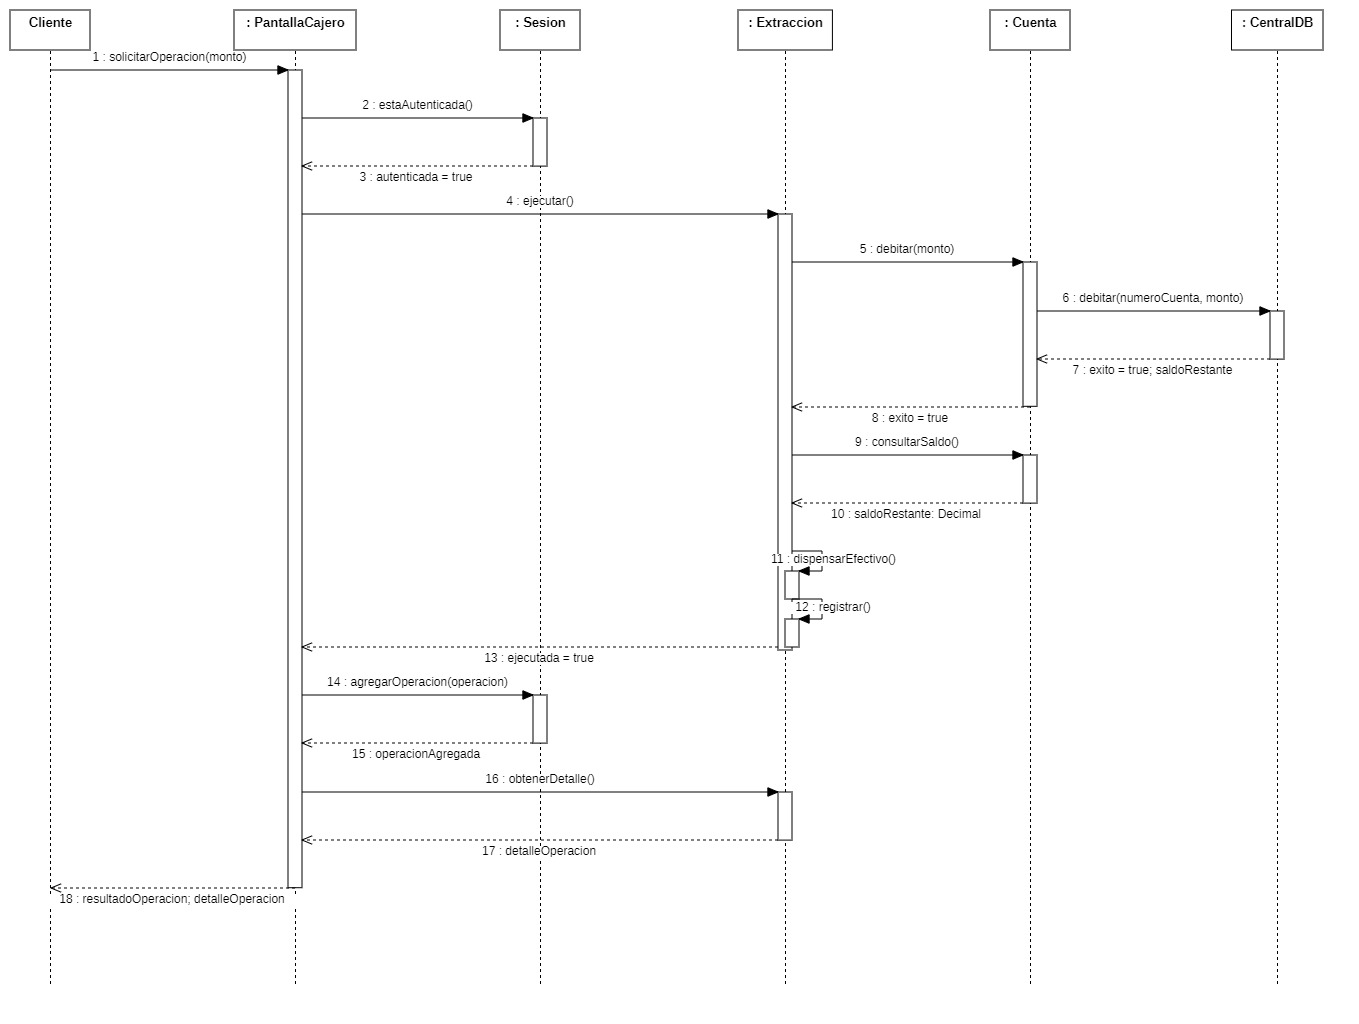 Cliente
: PantallaCajero
: Sesion
: Extraccion
: Cuenta
: CentralDB
1 : solicitarOperacion(monto)
2 : estaAutenticada()
3 : autenticada = true
4 : ejecutar()
5 : debitar(monto)
6 : debitar(numeroCuenta, monto)
7 : exito = true; saldoRestante
8 : exito = true
9 : consultarSaldo()
10 : saldoRestante: Decimal
11 : dispensarEfectivo()
12 : registrar()
13 : ejecutada = true
14 : agregarOperacion(operacion)
15 : operacionAgregada
16 : obtenerDetalle()
17 : detalleOperacion
18 : resultadoOperacion; detalleOperacion